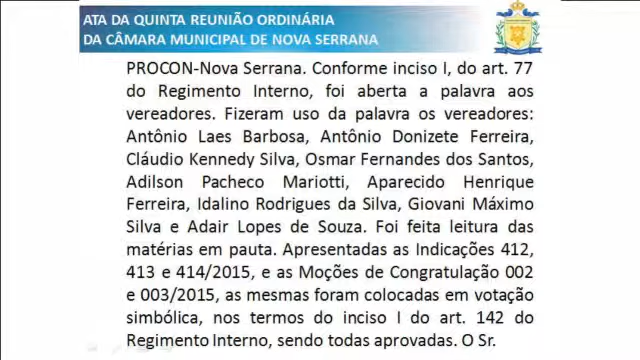 ATA DA QUINTA REUNIÃO ORDINÁRIA
DA CÂMARA MUNICIPAL DE NOVA SERRANA
PROCON-Nova Serrana. Conforme inciso I, do art. 77
do Regimento Interno, foi aberta a palavra aos
vereadores. Fizeram uso da palavra os vereadores:
Antônio Laes Barbosa, Antônio Donizete Ferreira,
Cláudio Kennedy Silva, Osmar Fernandes dos Santos,
Adilson Pacheco Mariotti, Aparecido Henrique
Ferreira, Idalino Rodrigues da Silva, Giovani Máximo
Silva e Adair Lopes de Souza. Foi feita leitura das
matérias em pauta. Apresentadas as Indicações 412,
413 e 414/2015, e as Moções de Congratulação 002
e 003/2015, as mesmas foram colocadas em votação
simbólica, nos termos do inciso I do art. 142 do
Regimento Interno, sendo todas aprovadas. O Sr.